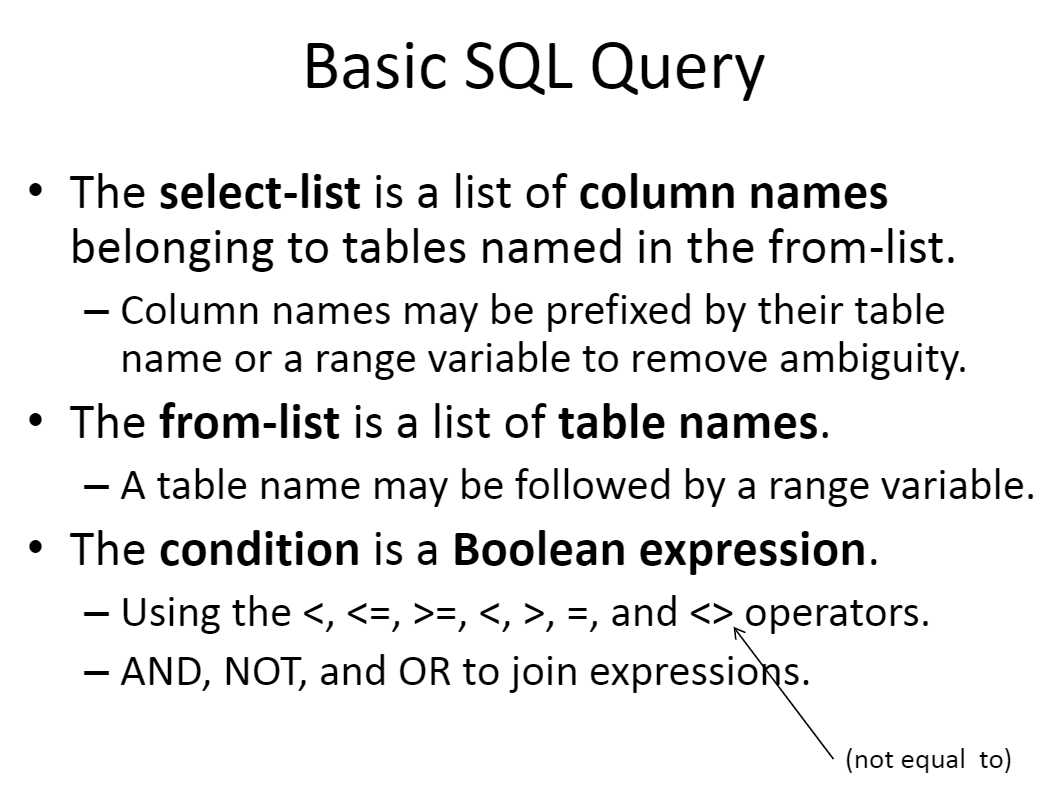 Basic SQL Query
• The select-list is a list of column names
belonging to tables named in the from-list.
– Column names may be prefixed by their table
name or a range variable to remove ambiguity.
• The from-list is a list of table names.
– A table name may be followed by a range variable.
• The condition is a Boolean expression.
– Using the <, <=, >=, <, >, =, and <> operators.
– AND, NOT, and OR to join expressions.
(not equal  to)